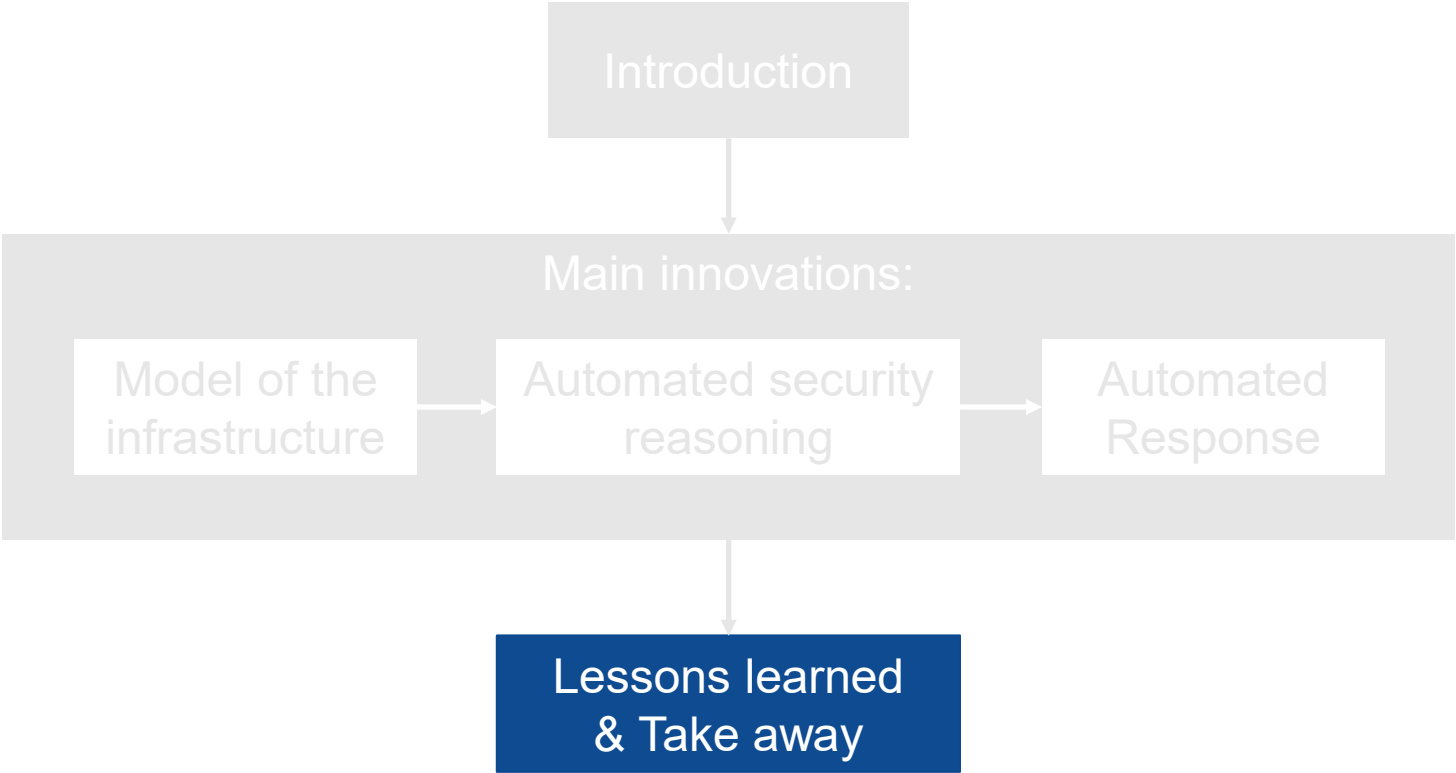 Introduction
Main innovations:
Model of the
infrastructure
Automated security
reasoning
Automated
Response
Lessons learned
& Take away